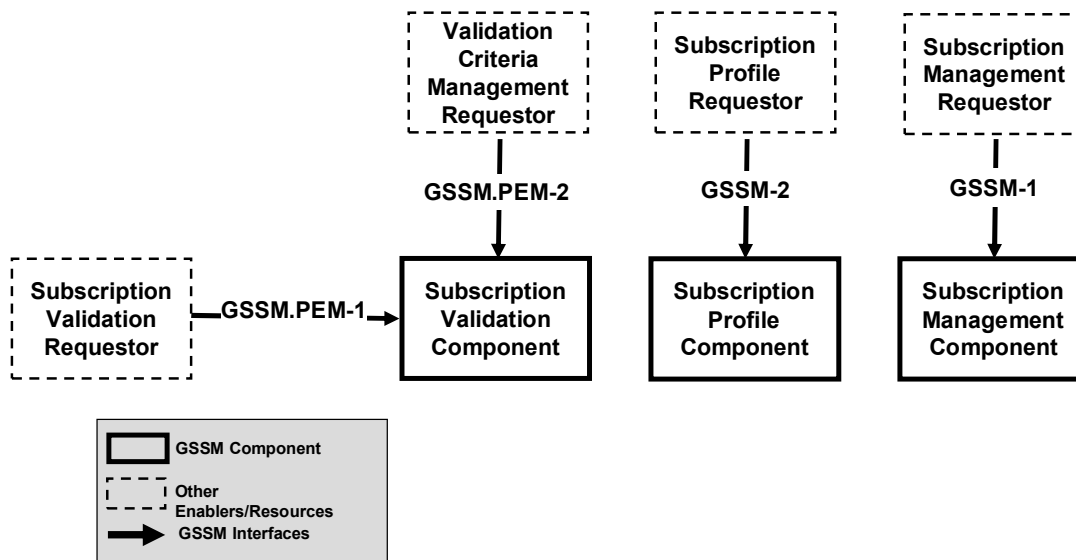 Validation
Criteria
Management
Requestor
Subscription
Profile
Requestor
Subscription
Management
Requestor
GSSM.PEM-2
GSSM-2
GSSM-1
Subscription
Validation
Requestor
GSSM.PEM-1
Subscription
Validation
Component
Subscription
Profile
Component
Subscription
Management
Component
GSSM Component
Other
Enablers/Resources
GSSM Interfaces